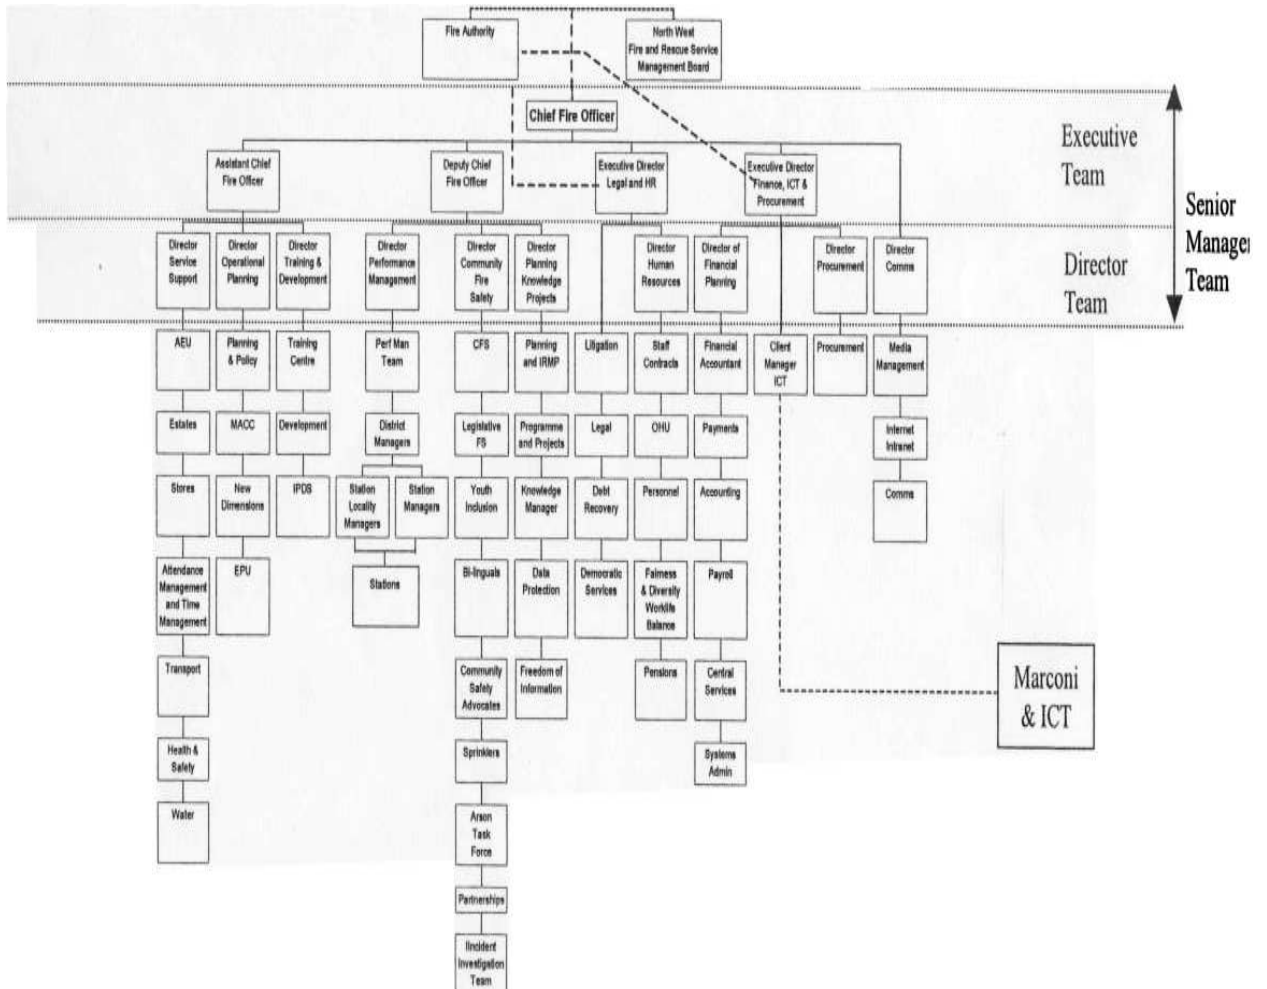 Fire Authority
North West
Fire and Rescue Service
Management Board
Chief Fire Officer
Executive
Team
Assistant Chief
Fire Officer
Deputy Chief
Fire Officer
Executive Director
Legal and HR
Executive Director
Finance, ICT &
Procurement
Senior
Manager
Team
Director
Service
Support
Director
Operational
Planning
Director
Training &
Development
Director
Performance
Management
Director
Community
Fire
Safety
Director
Planning
Knowledge
Projects
Director
Human
Resources
Director of
Financial
Planning
Director
Procurement
Director
Comms
Director
Team
AEU
Planning
& Policy
Training
Centre
Perf Man
Team
CFS
Planning
and IRMP
Litigation
Staff
Contracts
Financial
Accountant
Client
Manager
ICT
Procurement
Media
Management
Estates
MACC
Development
District
Managers
Legislative
FS
Programme
and Projects
Legal
OHU
Payments
Internet
Intranet
Stores
New
Dimensions
IPDS
Station
Locality
Managers
Station
Managers
Youth
Inclusion
Knowledge
Manager
Debt
Recovery
Personnel
Accounting
Comms
Attendance
Management
and Time
Management
EPU
Stations
Bi-linguals
Data
Protection
Democratic
Services
Fairness
& Diversity
Worklife
Balance
Payroll
Transport
Community
Safety
Advocates
Freedom of
Information
Pensions
Central
Services
Marconi
& ICT
Health &
Safety
Sprinklers
Systems
Admin
Water
Arson
Task
Force
Partnerships
IIncident
Investigation
Team